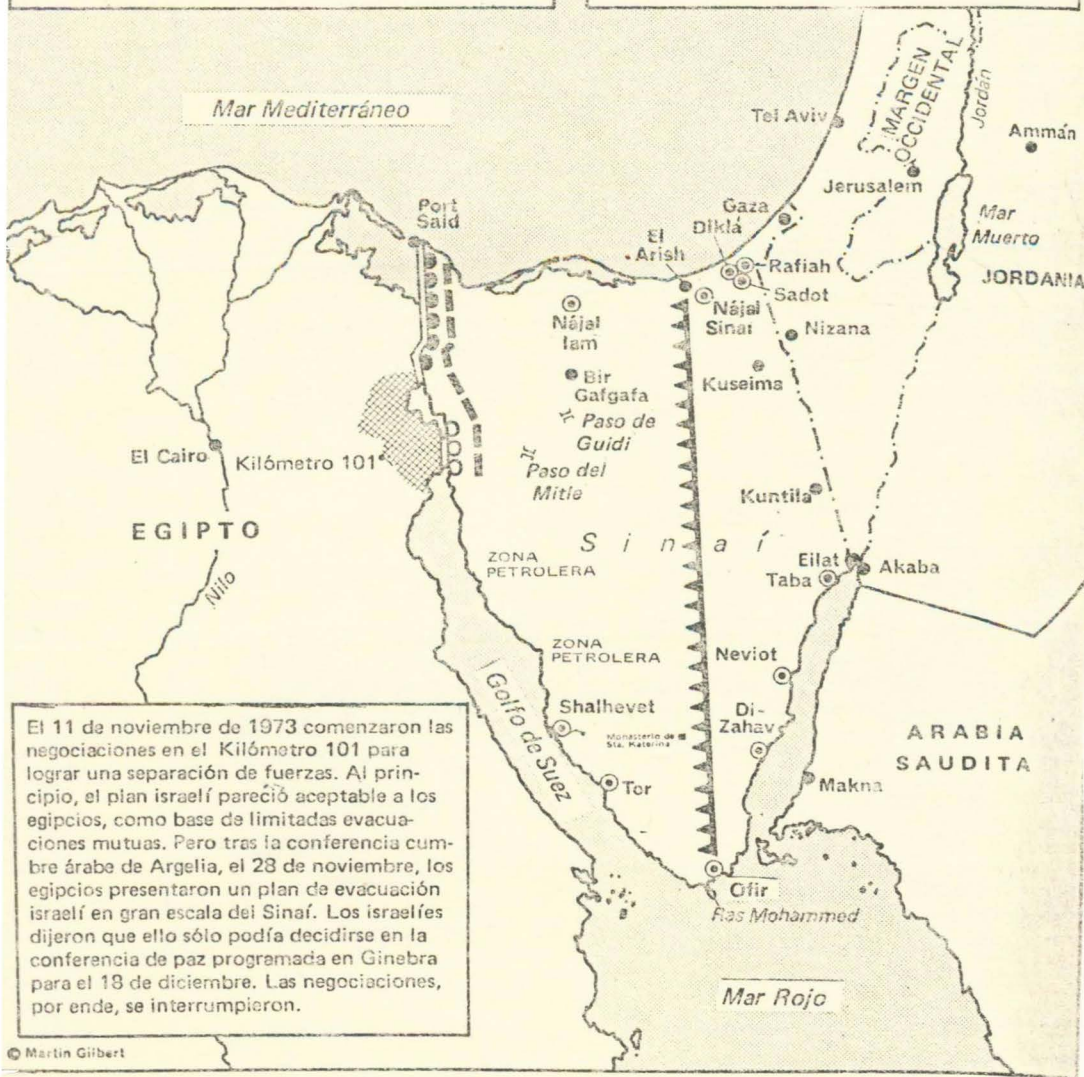 Mar Mediterráneo
Tel Aviv
MARGEN
OCCIDENTAL
Jordán
Ammán
Jerusalem
Port
Said
El
Arish
Gaza
Diklá
Rafiah
Sadot
Mar
Muerto
JORDANIA
Nájal
Iam
Nájal
Sinaí
Nizana
Bir
Gafgafa
Kuseima
Paso de
Guidi
El Cairo
Kilómetro 101
Paso del
Mitle
Kuntila
EGIPTO
Sinaí
ZONA
PETROLERA
Eilat
Taba
Akaba
Nilo
ZONA
PETROLERA
Neviot
Golfo de Suez
Shalhevet
Monasterio de
Sta. Katerina
Di-
Zahav
ARABIA
SAUDITA
Tor
Makna
Ofir
Ras Mohammed
Mar Rojo
El 11 de noviembre de 1973 comenzaron las
negociaciones en el Kilómetro 101 para
lograr una separación de fuerzas. Al prin-
cipio, el plan israelí pareció aceptable a los
egipcios, como base de limitadas evacua-
ciones mutuas. Pero tras la conferencia cum-
bre árabe de Argelia, el 28 de noviembre, los
egipcios presentaron un plan de evacuación
israelí en gran escala del Sinaí. Los israelíes
dijeron que ello sólo podía decidirse en la
conferencia de paz programada en Ginebra
para el 18 de diciembre. Las negociaciones,
por ende, se interrumpieron.
© Martin Gilbert